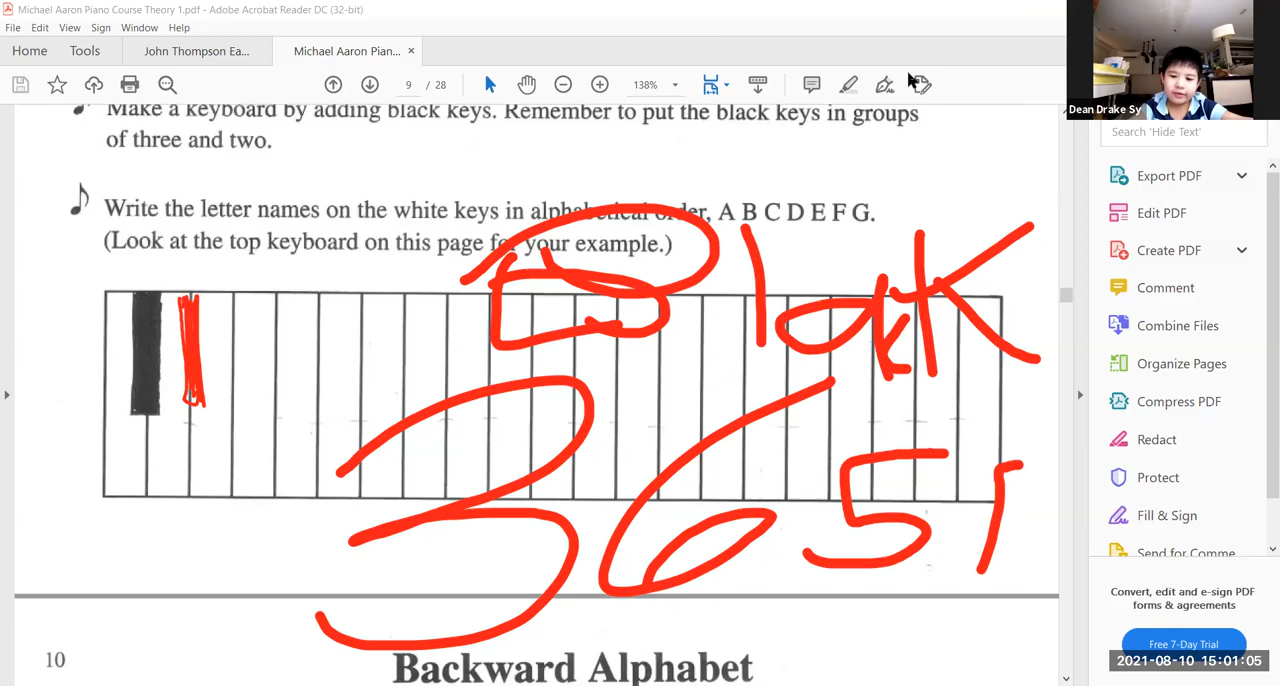 Michael Aaron Piano Course Theory 1.pdf - Adobe Acrobat Reader DC (32-bit)
File Edit View Sign Window Help
Home Tools John Thompson Ea... Michael Aaron Pian... ×
9 / 28 138%
Dean Drake Sy
Make a keyboard by adding black keys. Remember to put the black keys in groups
of three and two.
Write the letter names on the white keys in alphabetical order, A B C D E F G.
(Look at the top keyboard on this page for your example.)
10
Backward Alphabet
365
Search 'Hide Text'
Export PDF
Edit PDF
Create PDF
Comment
Combine Files
Organize Pages
Compress PDF
Redact
Protect
Fill & Sign
Send for Comme
Convert, edit and e-sign PDF
forms & agreements
Free 7-Day Trial
2021-08-10 15:01:05